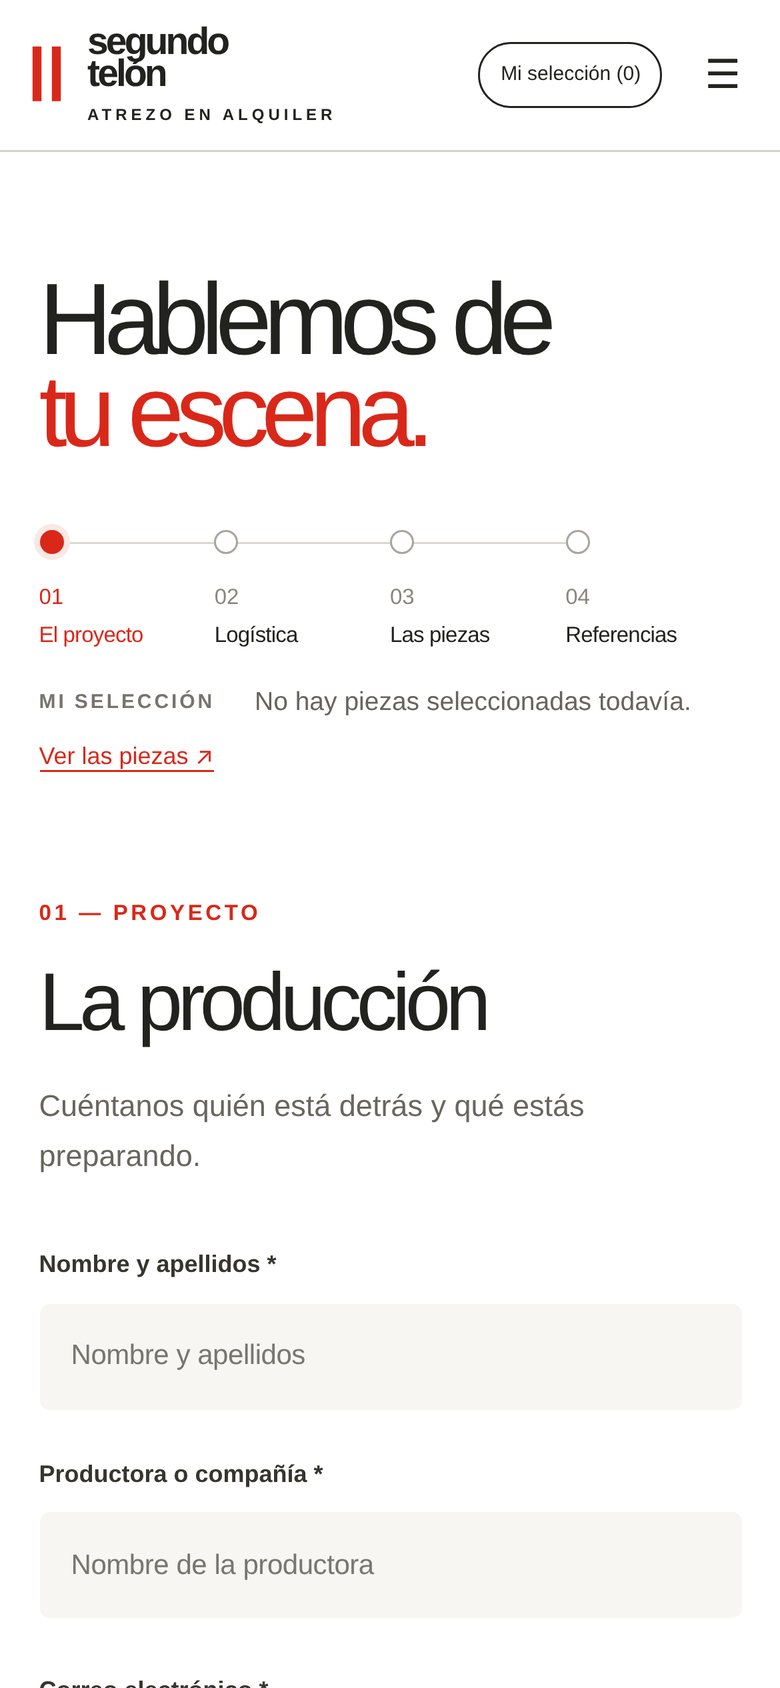 segundo
telón
ATREZO EN ALQUILER
Mi selección (0)
Hablemos de
tu escena.
01
02
03
04
El proyecto
Logística
Las piezas
Referencias
MI SELECCIÓN
No hay piezas seleccionadas todavía.
Ver las piezas ↗
01 — PROYECTO
La producción
Cuéntanos quién está detrás y qué estás
preparando.
Nombre y apellidos *
Nombre y apellidos
Productora o compañía *
Nombre de la productora
Correo electrónico *